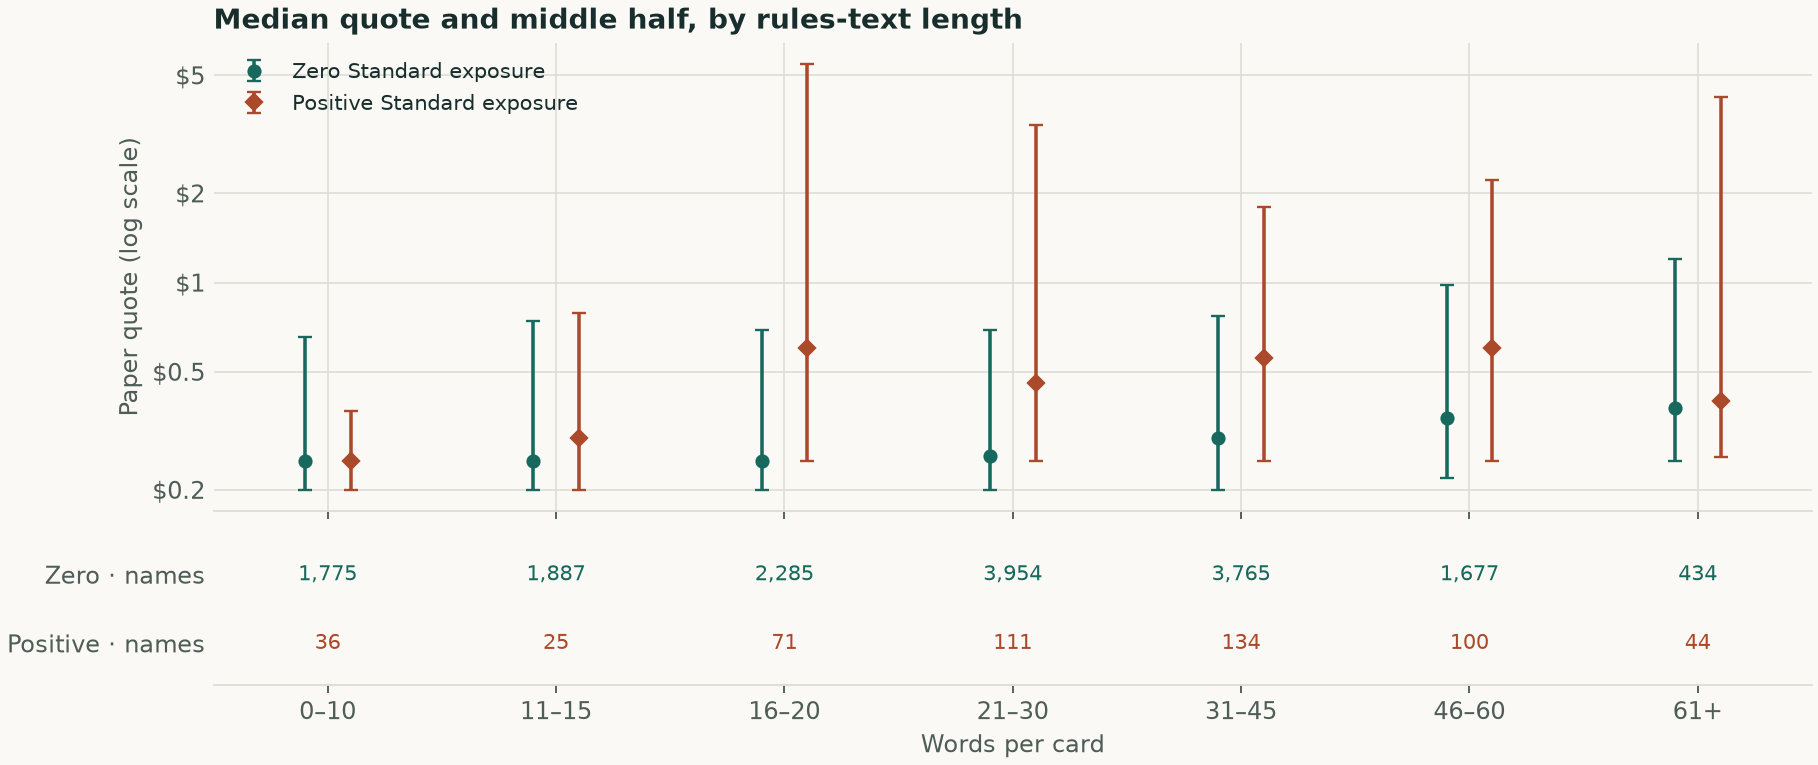 Median quote and middle half, by rules-text length
Zero Standard exposure
Positive Standard exposure
Paper quote (log scale)
$5
$2
$1
$0.5
$0.2
Zero · names 1,775 1,887 2,285 3,954 3,765 1,677 434
Positive · names 36 25 71 111 134 100 44
0–10 11–15 16–20 21–30 31–45 46–60 61+
Words per card